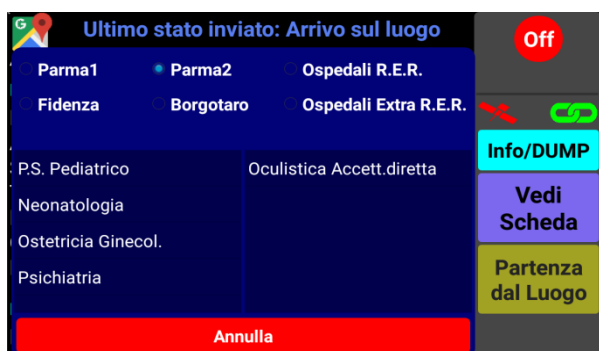 Ultimo stato inviato: Arrivo sul luogo
Off
Parma1
Parma2
Ospedali R.E.R.
Fidenza
Borgotaro
Ospedali Extra R.E.R.
Info/DUMP
P.S. Pediatrico
Oculistica Accett.diretta
Neonatologia
Ostetricia Ginecol.
Psichiatria
Vedi
Scheda
Partenza
dal Luogo
Annulla